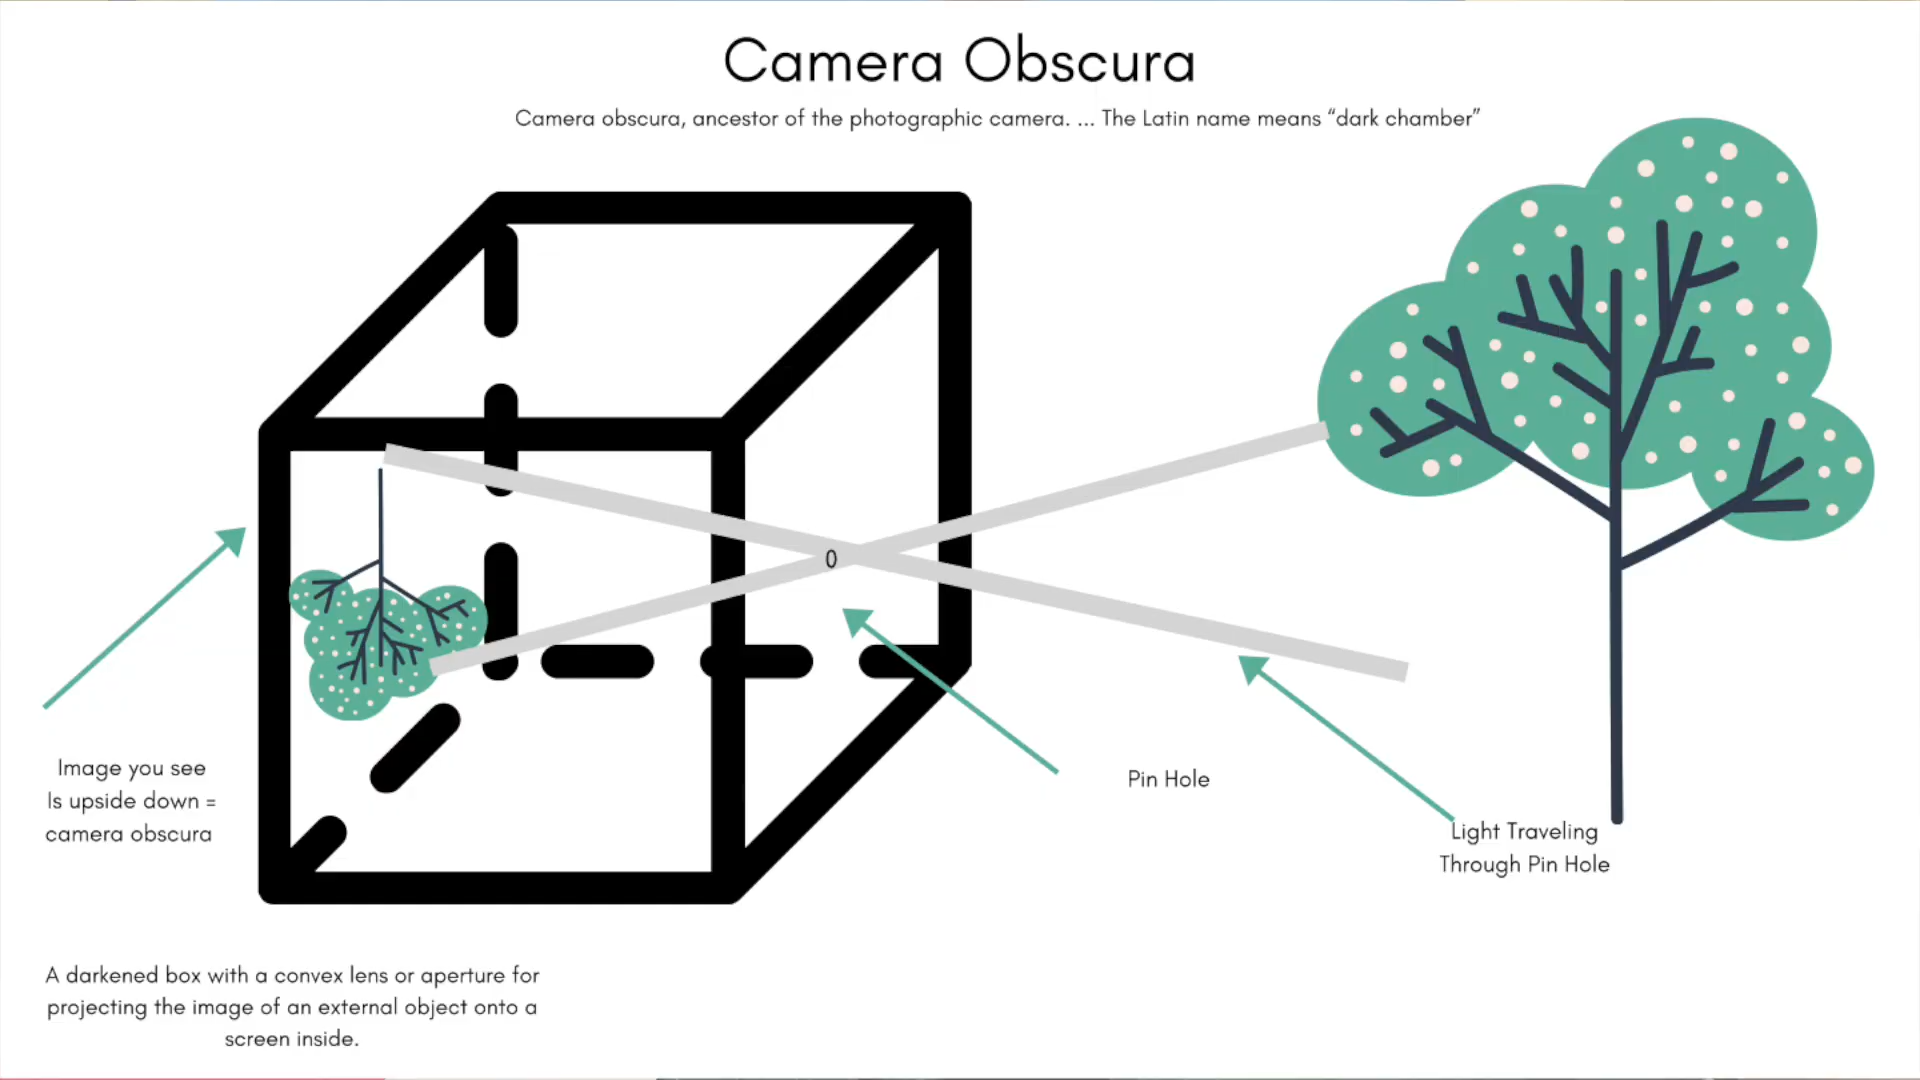 Camera Obscura
Camera obscura, ancestor of the photographic camera. ... The Latin name means “dark chamber”
0
Image you see
Is upside down =
camera obscura
Pin Hole
Light Traveling
Through Pin Hole
A darkened box with a convex lens or aperture for
projecting the image of an external object onto a
screen inside.